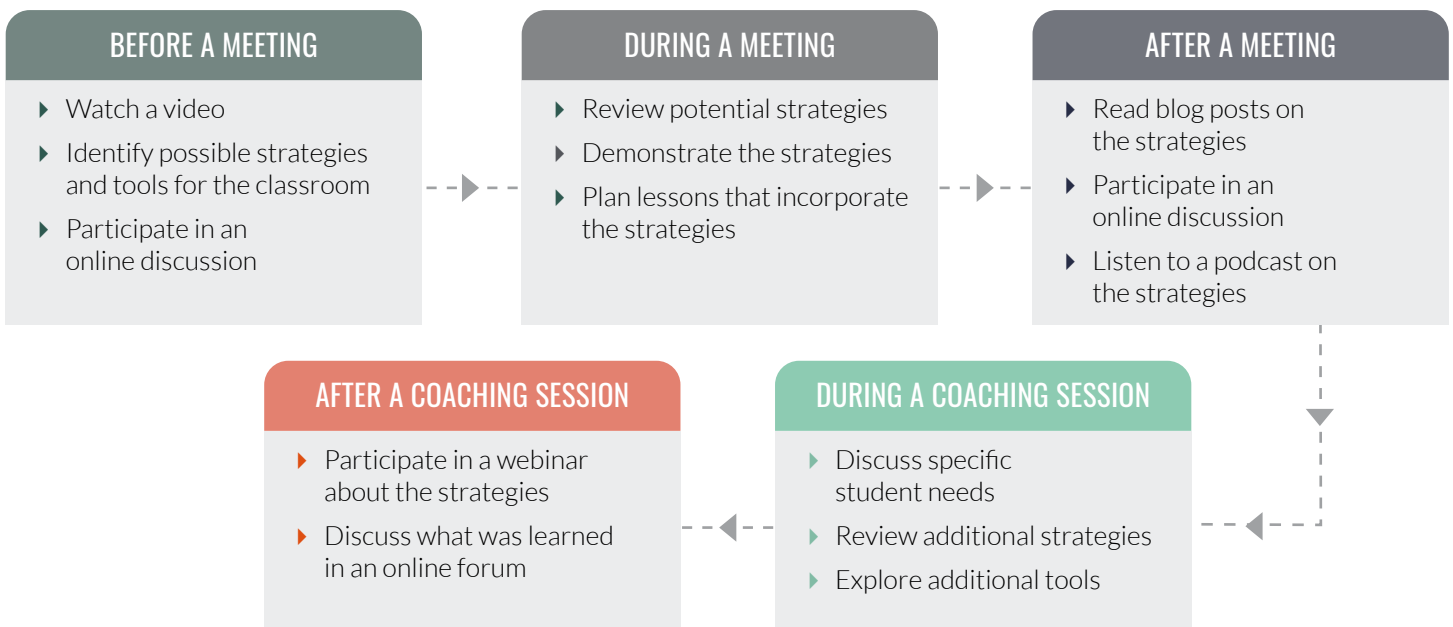 BEFORE A MEETING
Watch a video
Identify possible strategies
and tools for the classroom
Participate in an
online discussion
DURING A MEETING
Review potential strategies
Demonstrate the strategies
Plan lessons that incorporate
the strategies
AFTER A MEETING
Read blog posts on
the strategies
Participate in an
online discussion
Listen to a podcast on
the strategies
DURING A COACHING SESSION
Discuss specific
student needs
Review additional strategies
Explore additional tools
AFTER A COACHING SESSION
Participate in a webinar
about the strategies
Discuss what was learned
in an online forum